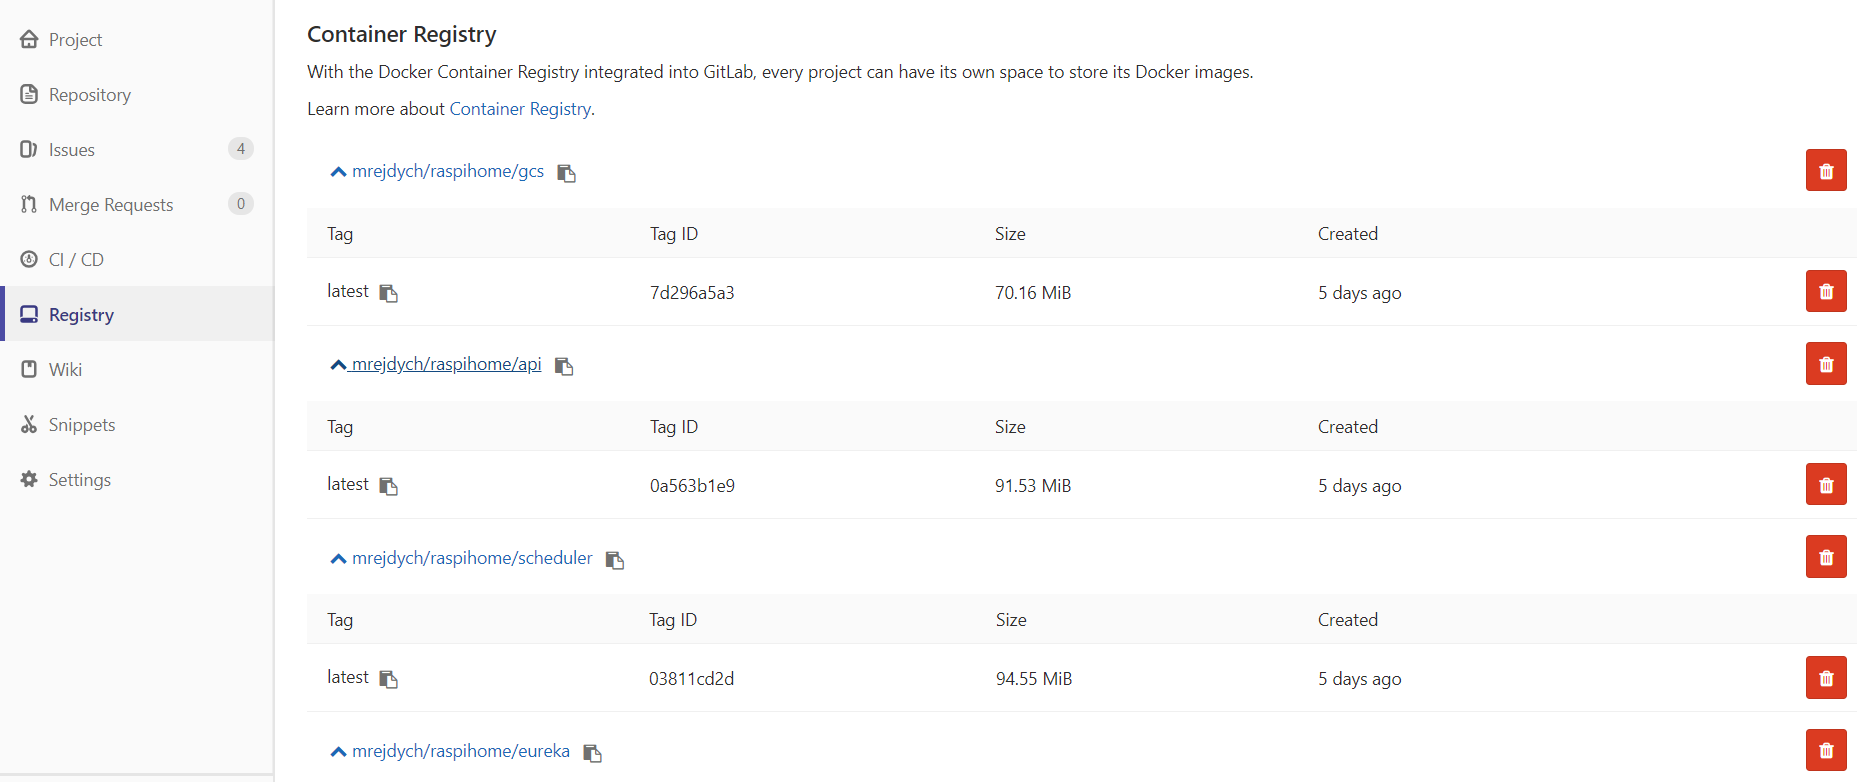 Project
Repository
Issues 4
Merge Requests 0
CI / CD
Registry
Wiki
Snippets
Settings
Container Registry
With the Docker Container Registry integrated into GitLab, every project can have its own space to store its Docker images.
Learn more about Container Registry.
mrejdych/raspihome/gcs
Tag Tag ID Size Created
latest 7d296a5a3 70.16 MiB 5 days ago
mrejdych/raspihome/api
Tag Tag ID Size Created
latest 0a563b1e9 91.53 MiB 5 days ago
mrejdych/raspihome/scheduler
Tag Tag ID Size Created
latest 03811cd2d 94.55 MiB 5 days ago
mrejdych/raspihome/eureka